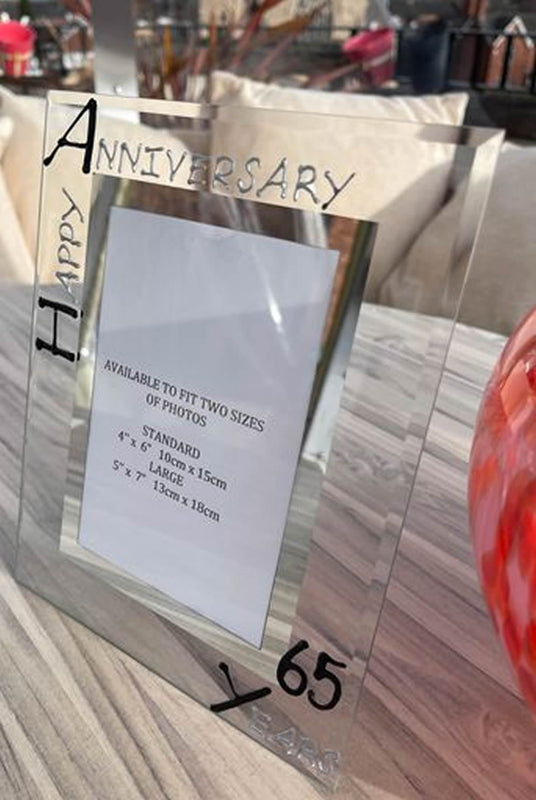 HAPPY
ANNIVERSARY
AVAILABLE TO FIT TWO SIZES
OF PHOTOS
STANDARD
4" x 6" 10cm x 15cm
LARGE
5" x 7" 13cm x 18cm
65
YEARS